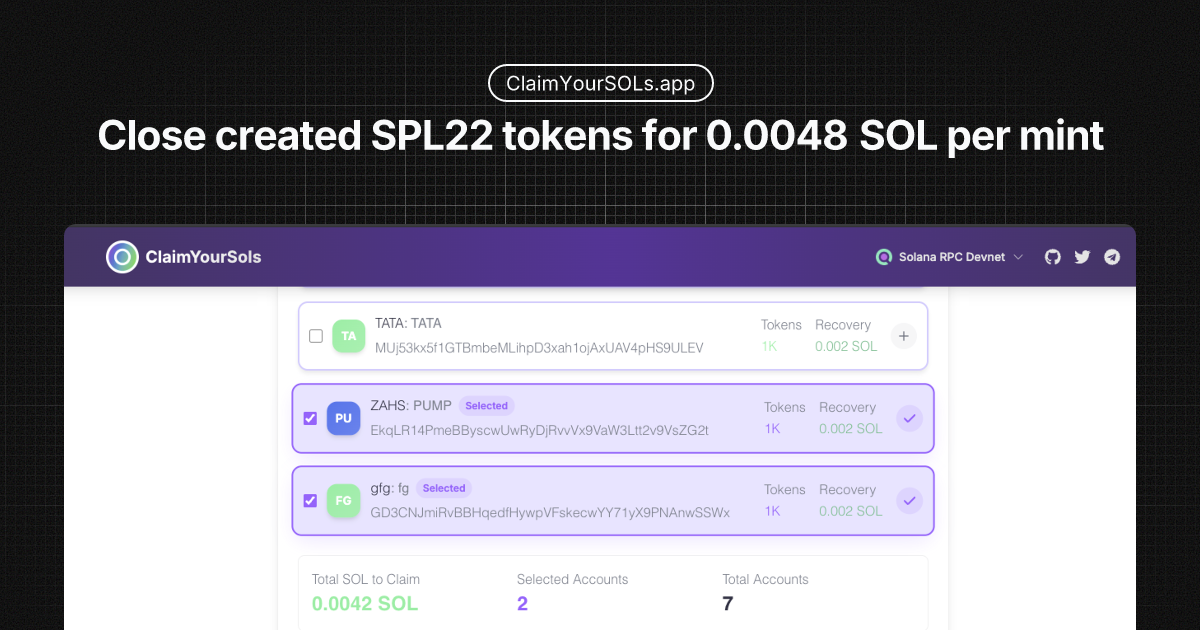 ClaimYourSOLs.app
Close created SPL22 tokens for 0.0048 SOL per mint
ClaimYourSols
Solana RPC Devnet
TA
TATA: TATA
MUj53kx5f1GTBmbeMLihpD3xah1ojAxUAV4pHS9ULEV
Tokens
1K
Recovery
0.002 SOL
PU
ZAHS: PUMP
Selected
EkqLR14PmeBByscwUwRyDjRvvVx9VaW3Ltt2v9VsZG2t
Tokens
1K
Recovery
0.002 SOL
FG
gfg: fg
Selected
GD3CNJmiRvBBHqedfHywpVFskecwYY71yX9PNAnwSSWx
Tokens
1K
Recovery
0.002 SOL
Total SOL to Claim
0.0042 SOL
Selected Accounts
2
Total Accounts
7